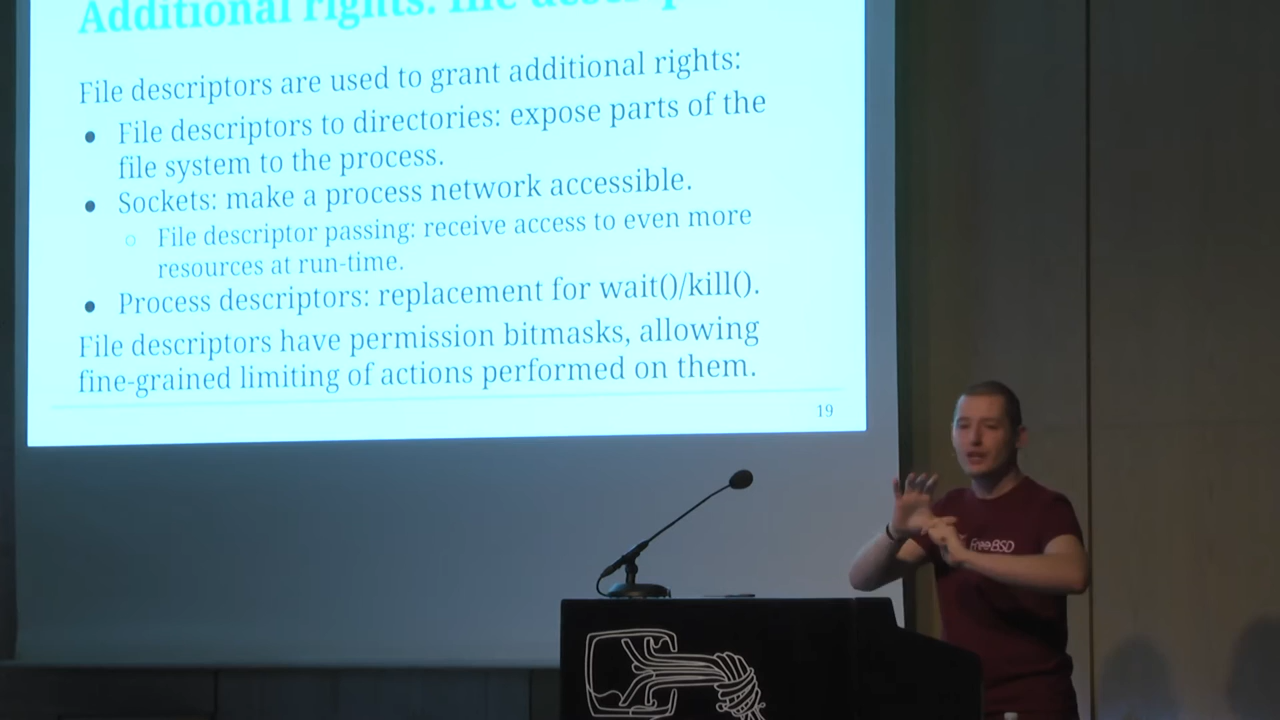 Additional rights: file
File descriptors are used to grant additional rights:
● File descriptors to directories: expose parts of the
file system to the process.
● Sockets: make a process network accessible.
○ File descriptor passing: receive access to even more
resources at run-time.
● Process descriptors: replacement for wait()/kill().
File descriptors have permission bitmasks, allowing
fine-grained limiting of actions performed on them.
19
FreeBSD